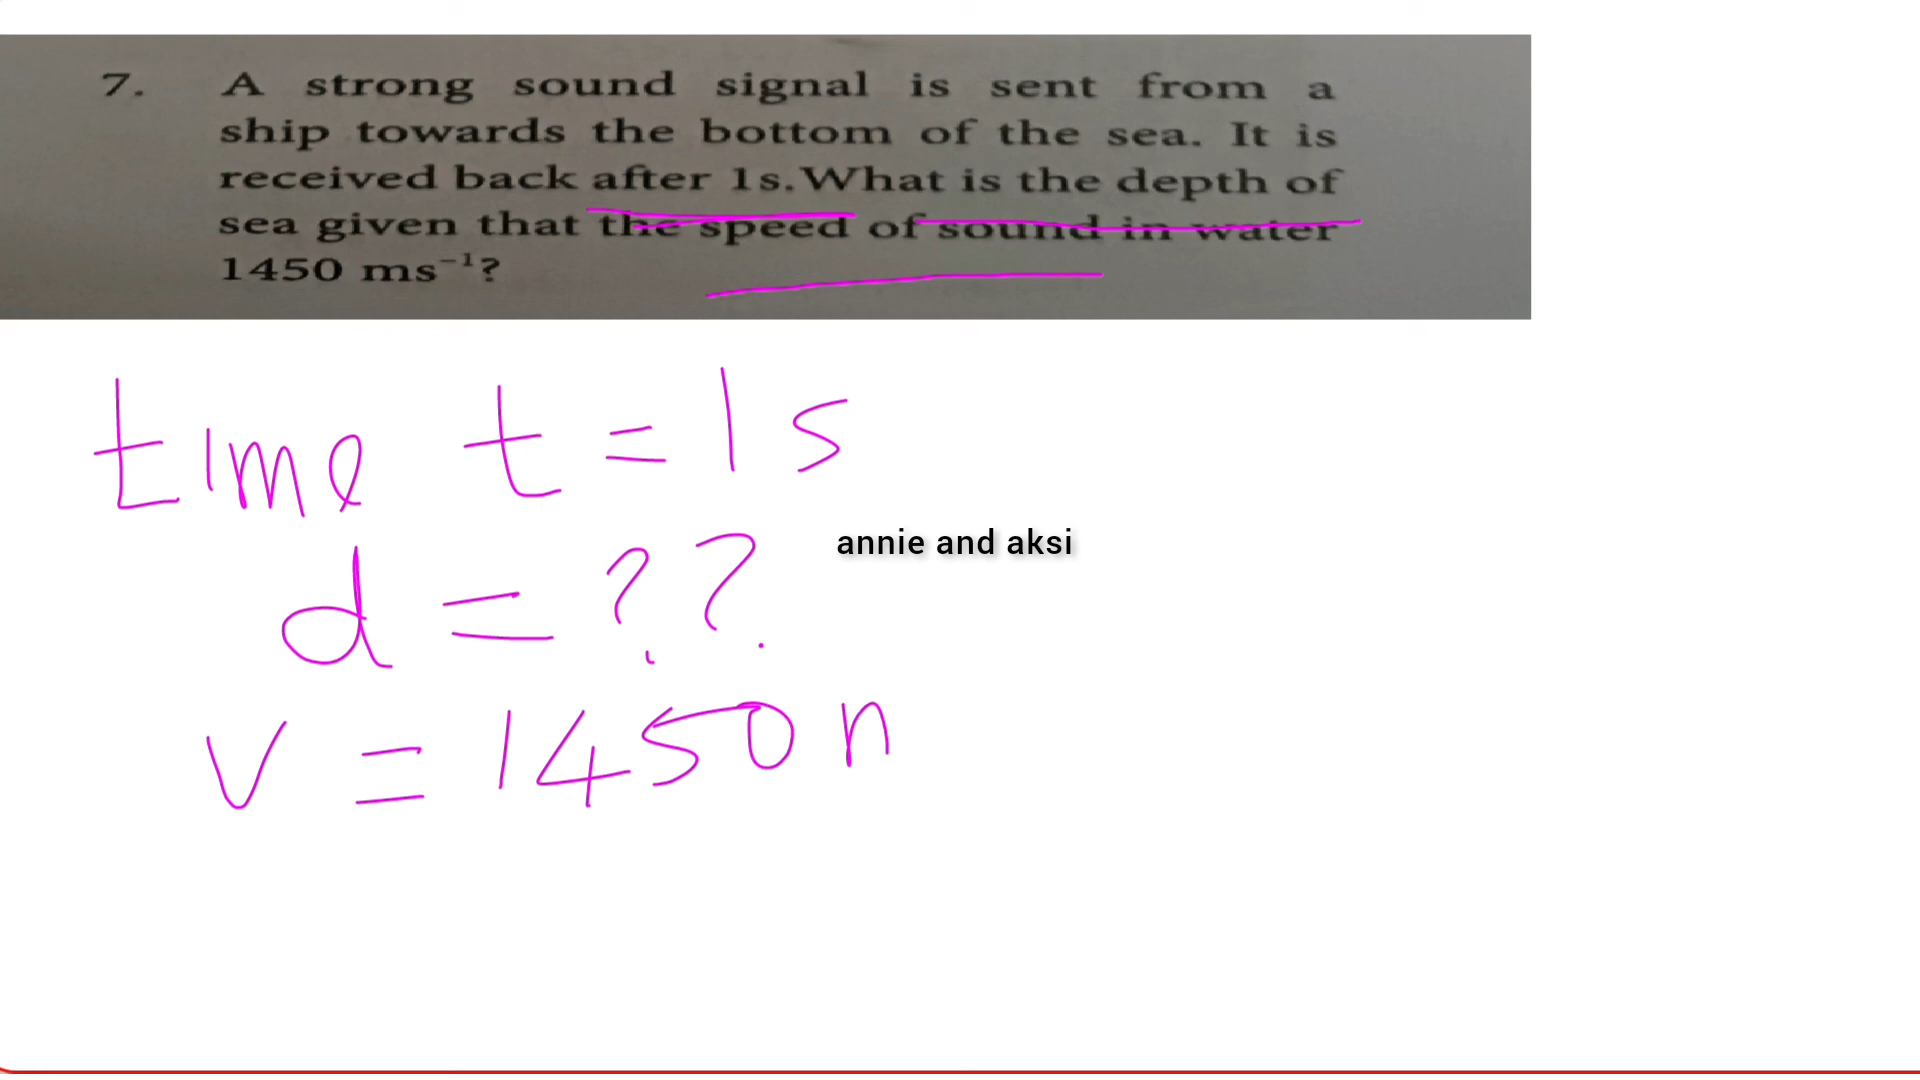 7. A strong sound signal is sent from a
ship towards the bottom of the sea. It is
received back after 1s.What is the depth of
sea given that the speed of sound in water
1450 ms⁻¹?
time t = 1 s
annie and aksi
d = ??
v = 1450 n